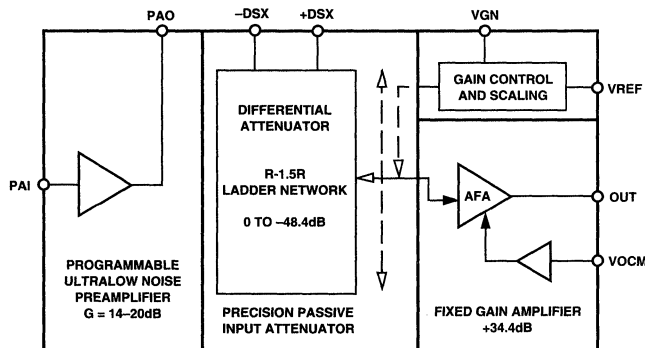 PAO
–DSX
+DSX
VGN
GAIN CONTROL
AND SCALING
VREF
DIFFERENTIAL
ATTENUATOR
R-1.5R
LADDER NETWORK
0 TO –48.4dB
PAI
AFA
OUT
VOCM
PROGRAMMABLE
ULTRALOW NOISE
PREAMPLIFIER
G = 14–20dB
PRECISION PASSIVE
INPUT ATTENUATOR
FIXED GAIN AMPLIFIER
+34.4dB